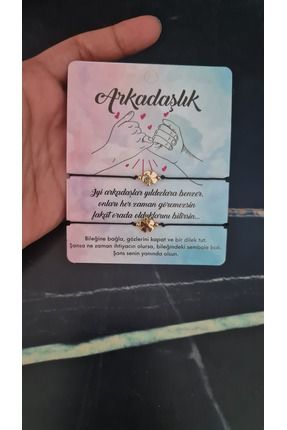 Arkadaşlık
İyi arkadaşlar yıldızlara benzer,
onları her zaman göremezsin
fakat orada olduklarını bilirsin...
Bileğine bağla, gözlerini kapat ve bir dilek tut.
Şansa ne zaman ihtiyacın olursa, bileğindeki sembole bak.
Şans senin yanında olsun.